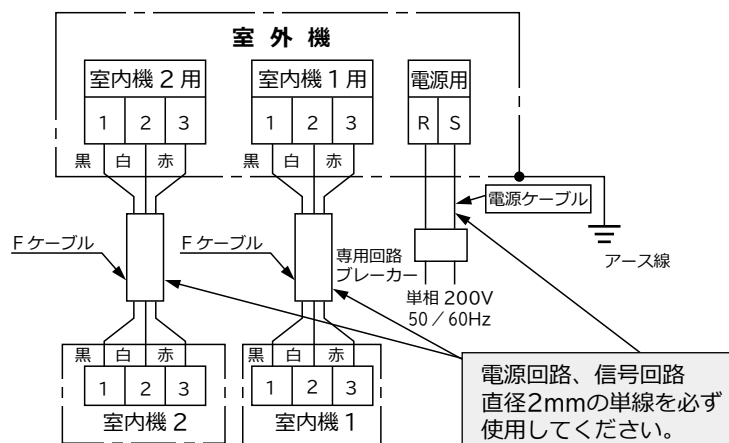 室外機
室内機2用
室内機1用
電源用
1 2 3
1 2 3
R S
黒 白 赤
黒 白 赤
電源ケーブル
Fケーブル
Fケーブル
専用回路
ブレーカー
アース線
単相 200V
50/60Hz
黒 白 赤
黒 白 赤
1 2 3
1 2 3
室内機2
室内機1
電源回路、信号回路
直径2mmの単線を必ず
使用してください。